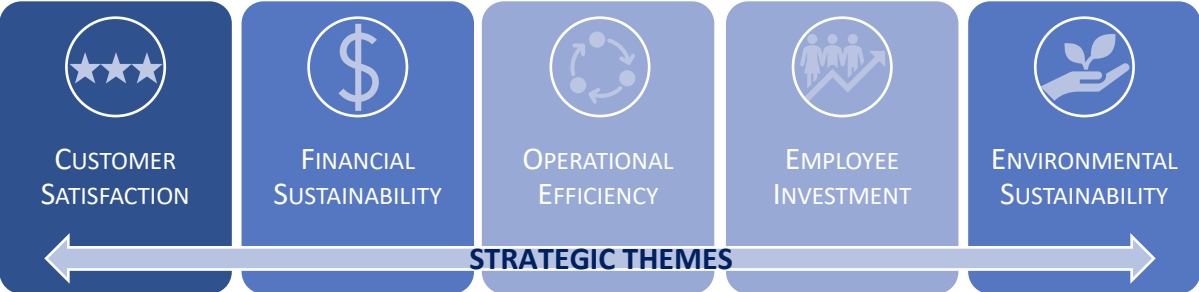 CUSTOMER
SATISFACTION
FINANCIAL
SUSTAINABILITY
OPERATIONAL
EFFICIENCY
EMPLOYEE
INVESTMENT
ENVIRONMENTAL
SUSTAINABILITY
STRATEGIC THEMES